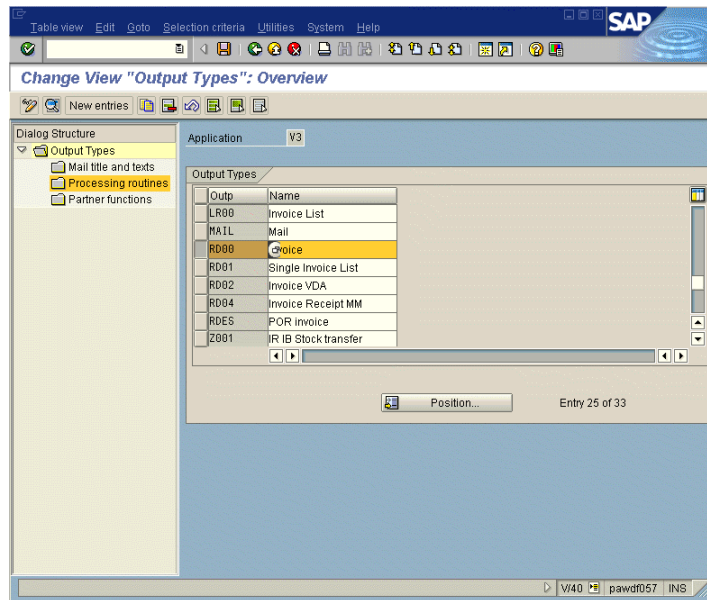 Table view Edit Goto Selection criteria Utilities System Help
SAP
Change View "Output Types": Overview
New entries
Dialog Structure
Output Types
Mail title and texts
Processing routines
Partner functions
Application V3
Output Types
Outp Name
LR00 Invoice List
MAIL Mail
RD00 voice
RD01 Single Invoice List
RD02 Invoice VDA
RD04 Invoice Receipt MM
RDES POR invoice
Z001 IR IB Stock transfer
Position... Entry 25 of 33
V/40 pawdf057 INS